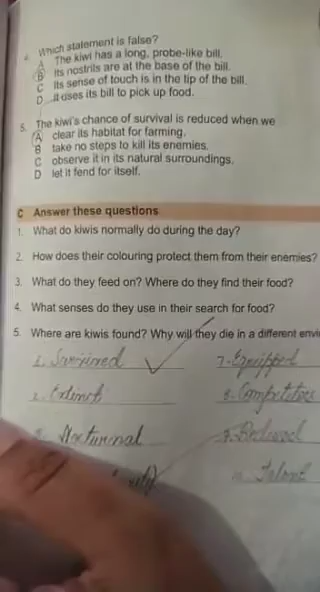 4. Which statement is false?
A The kiwi has a long, probe-like bill.
B Its nostrils are at the base of the bill.
C Its sense of touch is in the tip of the bill.
D It uses its bill to pick up food.
5. The kiwi's chance of survival is reduced when we
A clear its habitat for farming.
B take no steps to kill its enemies.
C observe it in its natural surroundings.
D let it fend for itself.
C Answer these questions
1. What do kiwis normally do during the day?
2. How does their colouring protect them from their enemies?
3. What do they feed on? Where do they find their food?
4. What senses do they use in their search for food?
5. Where are kiwis found? Why will they die in a different envi
1. Survived 7. Equipped
2. Extinct 8. Competitors
Nocturnal 9. Reduced
Talont